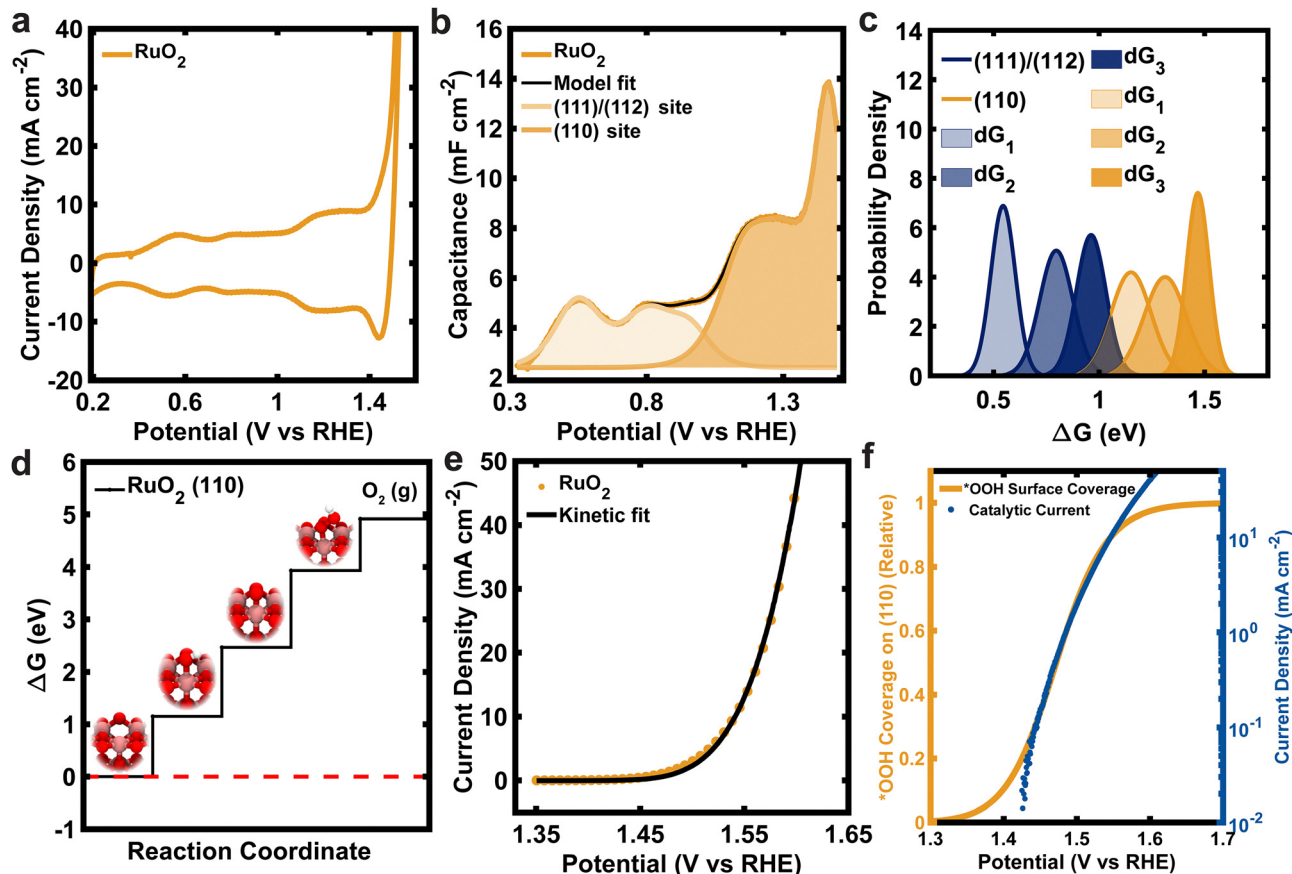 a
40
30
20
10
0
-10
-20
0.2
0.6
1
1.4
Current Density (mA cm⁻²)
Potential (V vs RHE)
RuO₂
b
16
14
12
10
8
6
4
2
0.3
0.8
1.3
Capacitance (mF cm⁻²)
Potential (V vs RHE)
RuO₂
Model fit
(111)/(112) site
(110) site
c
14
12
10
8
6
4
2
0
0.5
1
1.5
Probability Density
ΔG (eV)
(111)/(112)
(110)
dG₁
dG₂
dG₃
dG₁
dG₂
dG₃
d
6
5
4
3
2
1
0
-1
ΔG (eV)
Reaction Coordinate
RuO₂ (110)
O₂ (g)
e
50
40
30
20
10
0
1.35
1.45
1.55
1.65
Current Density (mA cm⁻²)
Potential (V vs RHE)
RuO₂
Kinetic fit
f
1
0.8
0.6
0.4
0.2
0
1.3
1.4
1.5
1.6
1.7
*OOH Coverage on (110) (Relative)
Potential (V vs RHE)
*OOH Surface Coverage
Catalytic Current
10¹
10⁰
10⁻¹
10⁻²
Current Density (mA cm⁻²)